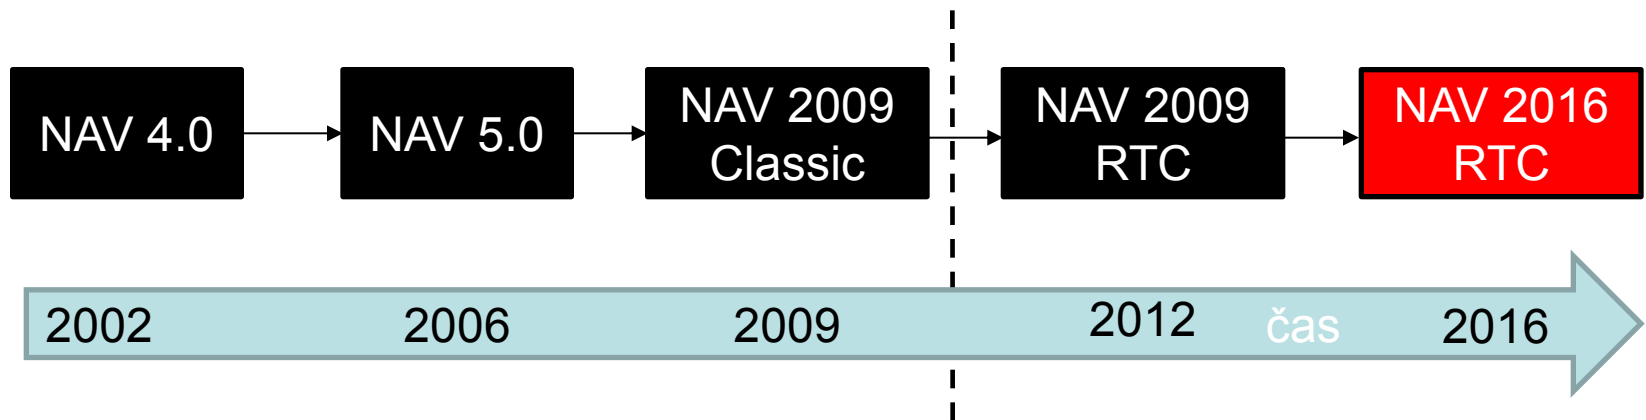 NAV 4.0
NAV 5.0
NAV 2009
Classic
NAV 2009
RTC
NAV 2016
RTC
2002
2006
2009
2012
čas
2016